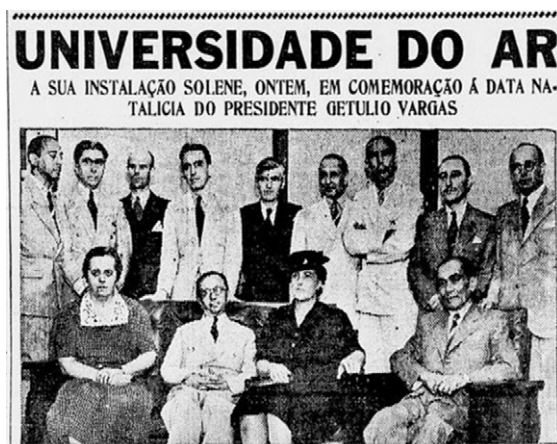 UNIVERSIDADE DO AR
A SUA INSTALAÇÃO SOLENE, ONTEM, EM COMEMORAÇÃO Á DATA NA-
TALICIA DO PRESIDENTE GETULIO VARGAS